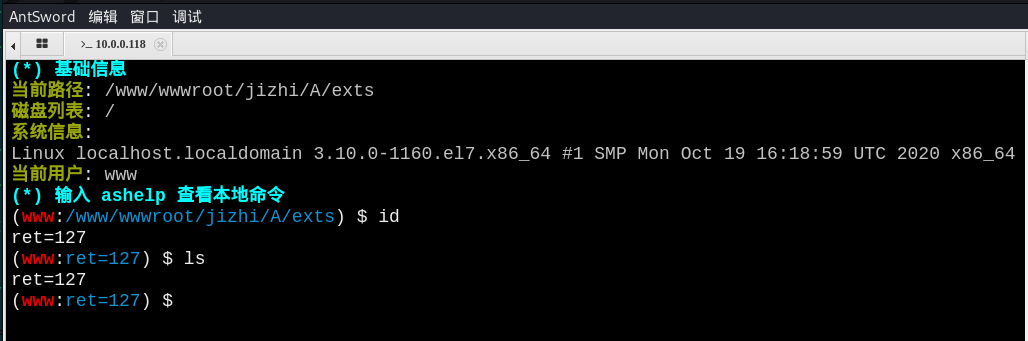 AntSword 编辑 窗口 调试
>_ 10.0.0.118
(*) 基础信息
当前路径: /www/wwwroot/jizhi/A/exts
磁盘列表: /
系统信息:
Linux localhost.localdomain 3.10.0-1160.el7.x86_64 #1 SMP Mon Oct 19 16:18:59 UTC 2020 x86_64
当前用户: www
(*) 输入 ashelp 查看本地命令
(www:/www/wwwroot/jizhi/A/exts) $ id
ret=127
(www:ret=127) $ ls
ret=127
(www:ret=127) $